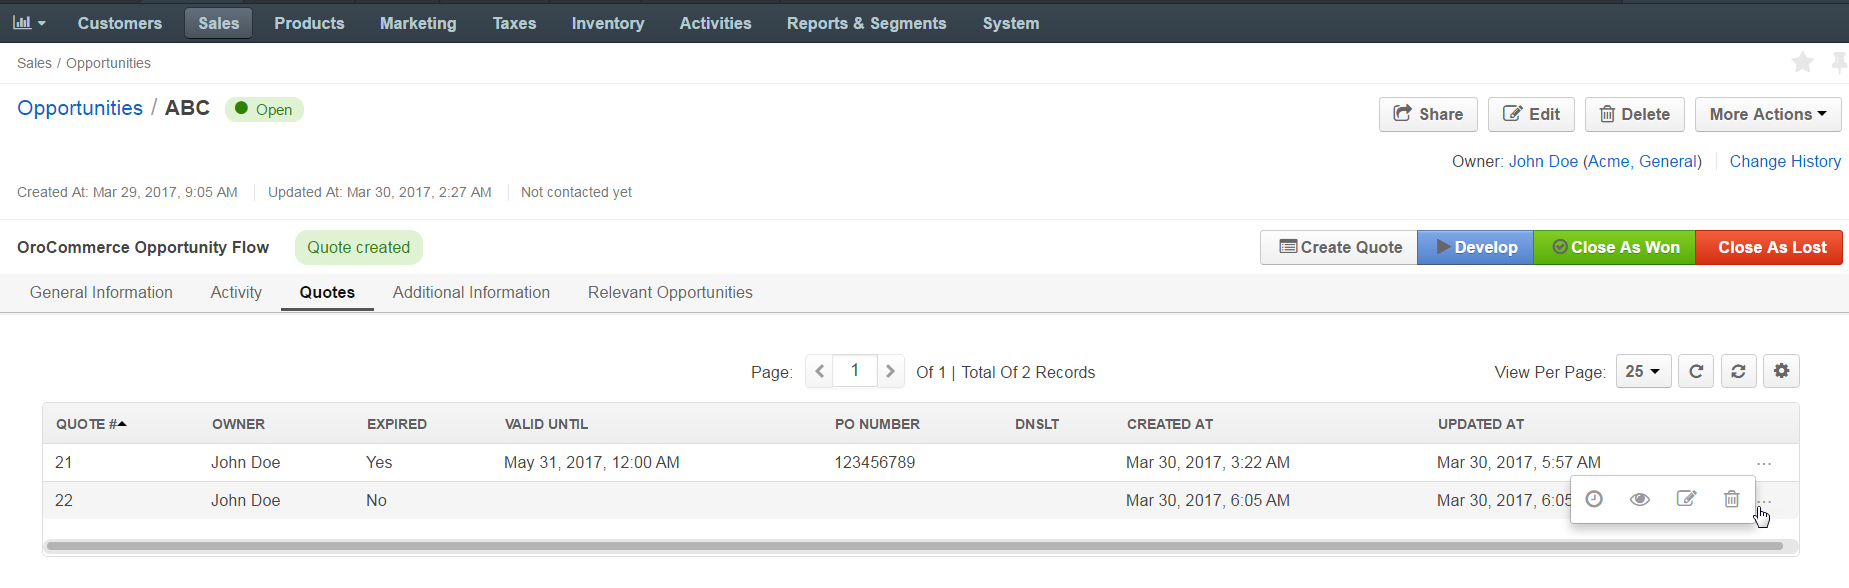 Customers Sales Products Marketing Taxes Inventory Activities Reports & Segments System
Sales / Opportunities
Opportunities / ABC Open
Share Edit Delete More Actions
Owner: John Doe (Acme, General) Change History
Created At: Mar 29, 2017, 9:05 AM Updated At: Mar 30, 2017, 2:27 AM Not contacted yet
OroCommerce Opportunity Flow Quote created Create Quote Develop Close As Won Close As Lost
General Information Activity Quotes Additional Information Relevant Opportunities
Page: 1 Of 1 | Total Of 2 Records View Per Page: 25
QUOTE # OWNER EXPIRED VALID UNTIL PO NUMBER DNSLT CREATED AT UPDATED AT
21 John Doe Yes May 31, 2017, 12:00 AM 123456789 Mar 30, 2017, 3:22 AM Mar 30, 2017, 5:57 AM ...
22 John Doe No Mar 30, 2017, 6:05 AM Mar 30, 2017, 6:05 ...